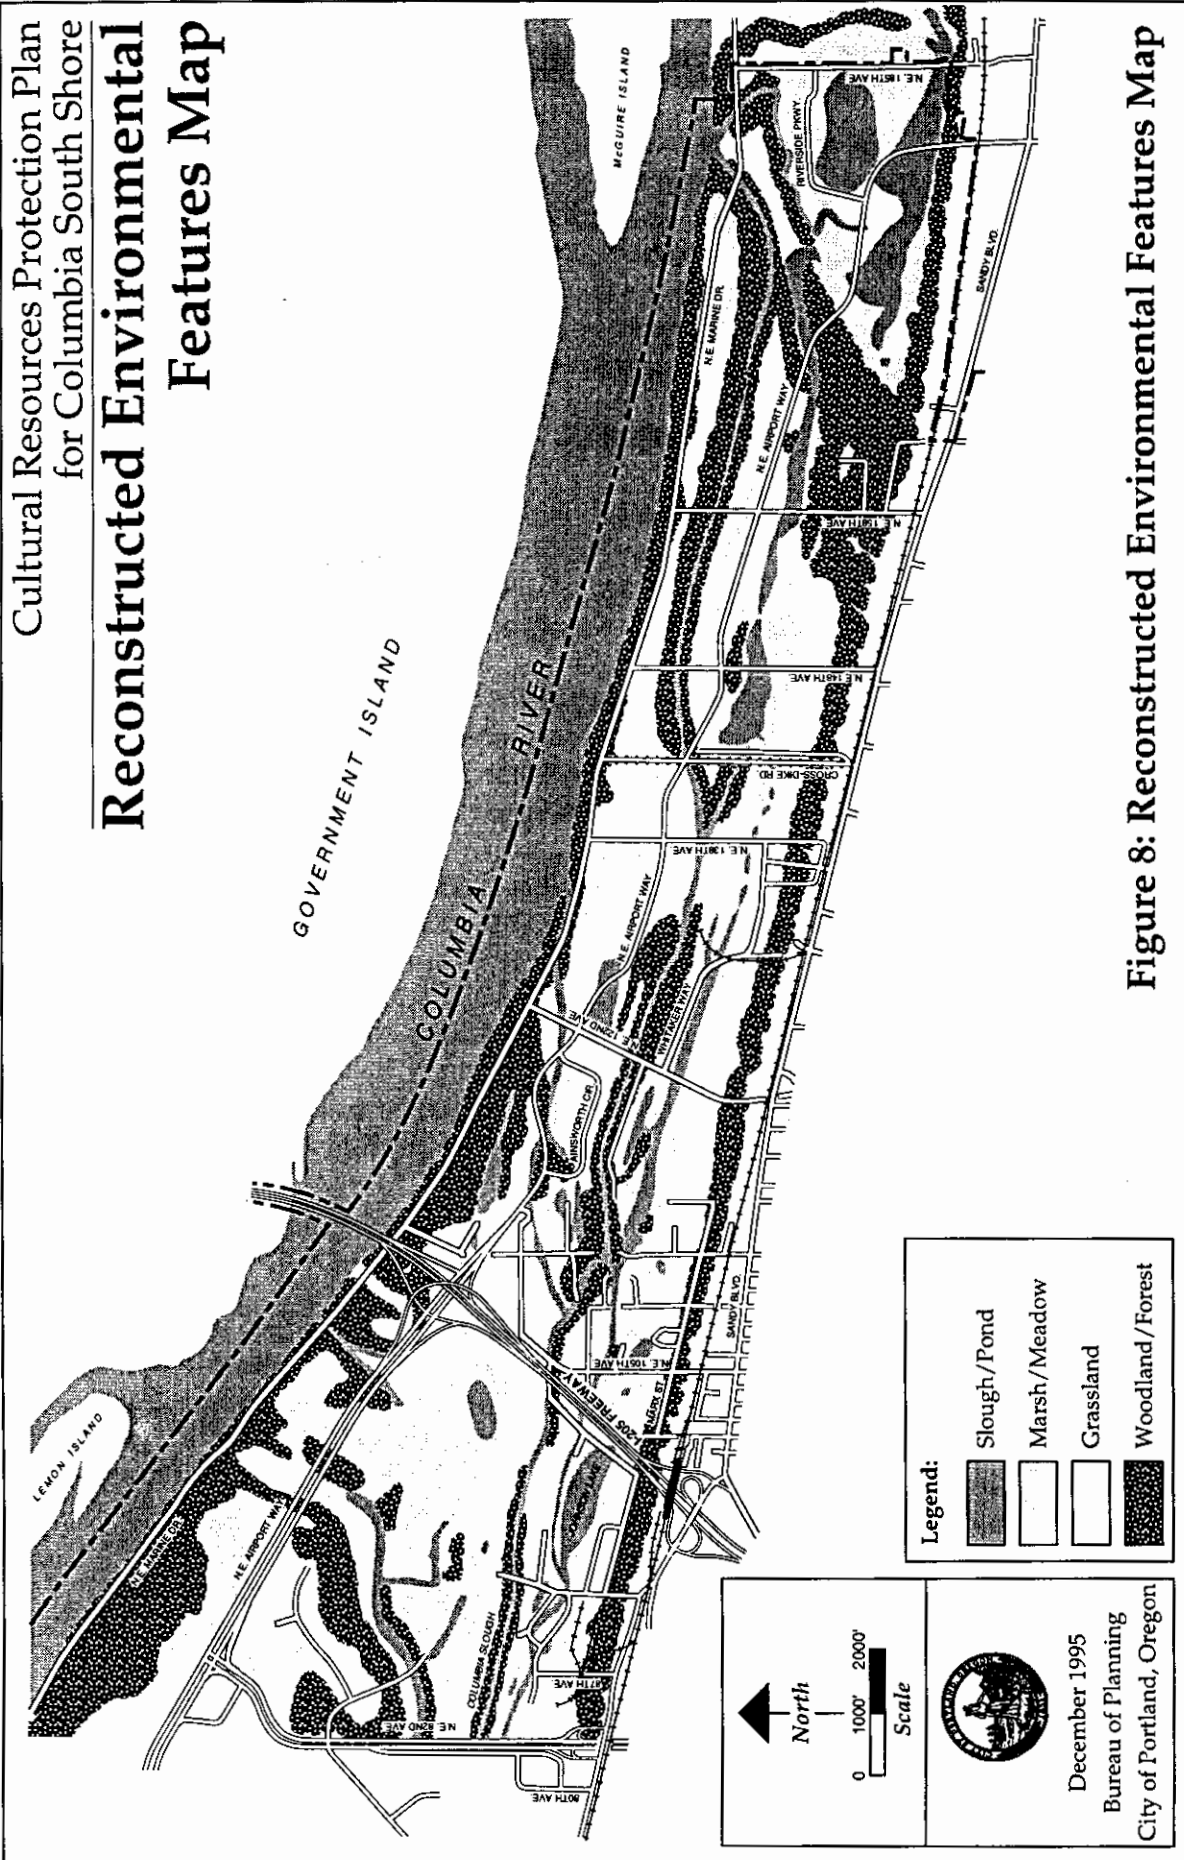 Cultural Resources Protection Plan
for Columbia South Shore
Reconstructed Environmental
Features Map
LEMON ISLAND
GOVERNMENT ISLAND
McGUIRE ISLAND
COLUMBIA RIVER
N.E. MARINE DR.
N.E. AIRPORT WAY
N.E. 82ND AVE
80TH AVE
87TH AVE
COLUMBIA SLOUGH
I-205 FREEWAY
N.E. 105TH AVE
SANDY BLVD.
AINSWORTH CIR
N.E. 122ND AVE
WHITAKER WAY
N.E. AIRPORT WAY
N.E. 138TH AVE
CROSS-DIKE RD.
N.E. 148TH AVE
N.E. 158TH AVE
N.E. AIRPORT WAY
N.E. MARINE DR.
RIVERSIDE PKWY.
N.E. 185TH AVE
SANDY BLVD.
North
0 1000' 2000'
Scale
December 1995
Bureau of Planning
City of Portland, Oregon
Legend:
Slough/Pond
Marsh/Meadow
Grassland
Woodland/Forest
Figure 8: Reconstructed Environmental Features Map